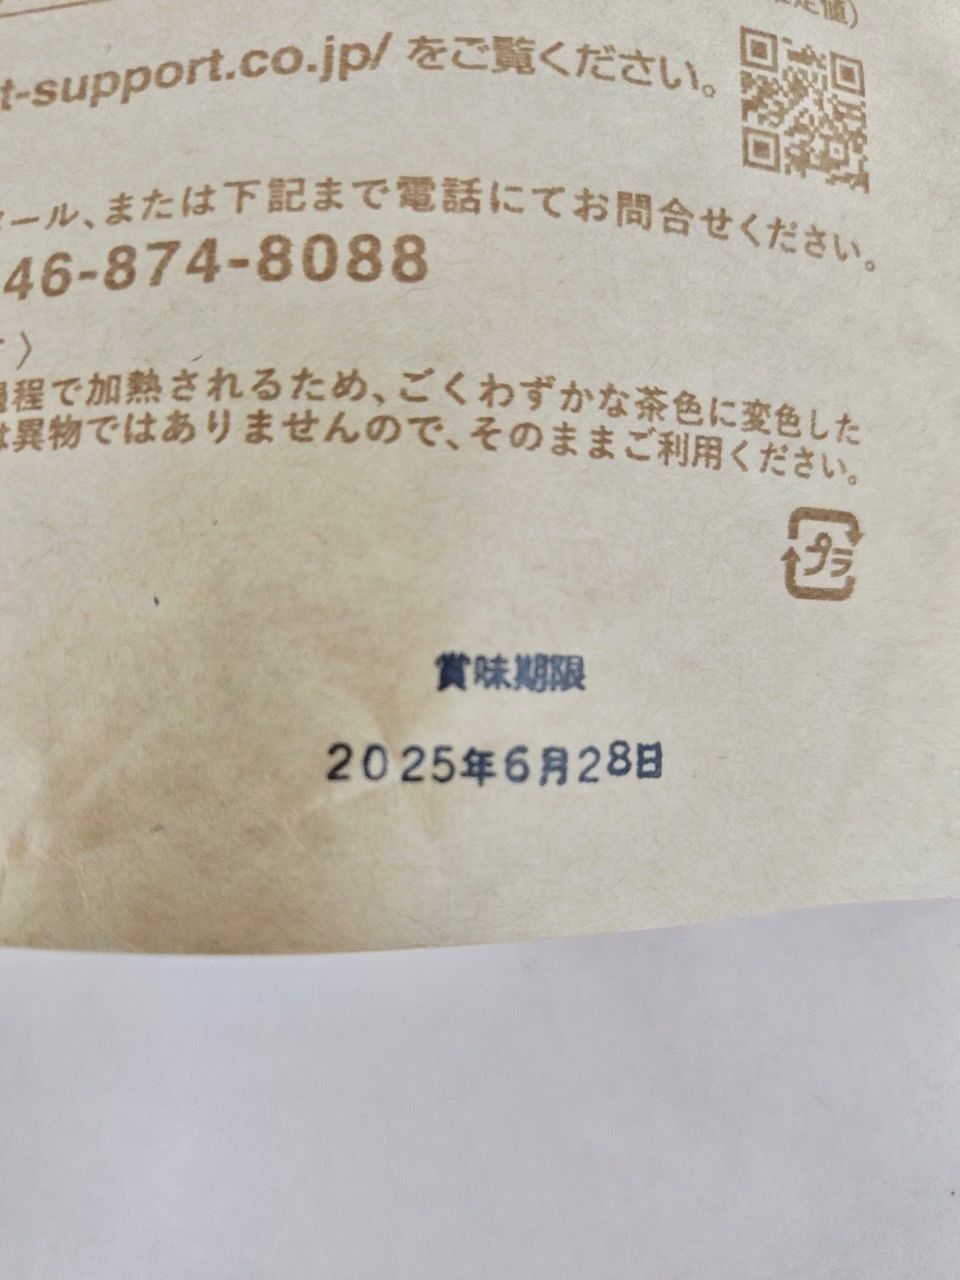 定値)
t-support.co.jp/ をご覧ください。
メール、または下記まで電話にてお問合せください。
46-874-8088
〉
過程で加熱されるため、ごくわずかな茶色に変色した
は異物ではありませんので、そのままご利用ください。
プラ
賞味期限
2025年6月28日